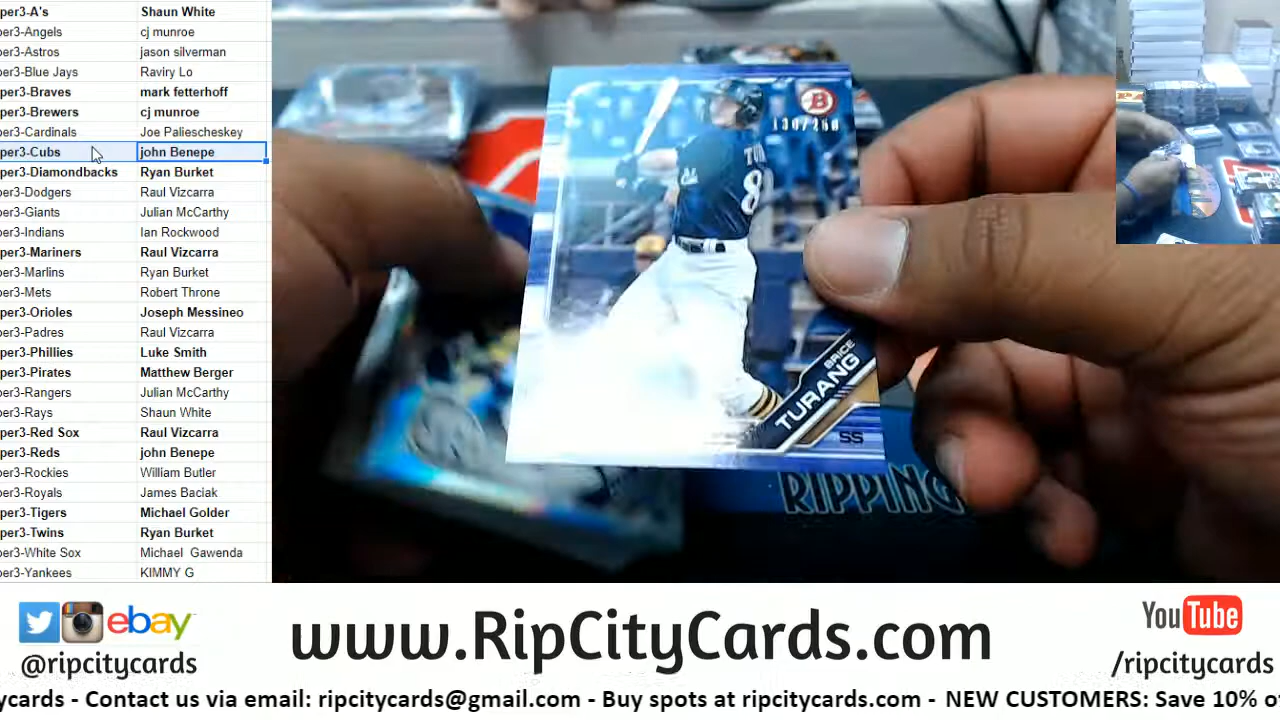 per3-A's Shaun White
per3-Angels cj munroe
per3-Astros jason silverman
per3-Blue Jays Raviry Lo
per3-Braves mark fetterhoff
per3-Brewers cj munroe
per3-Cardinals Joe Paliescheskey
per3-Cubs john Benepe
per3-Diamondbacks Ryan Burket
per3-Dodgers Raul Vizcarra
per3-Giants Julian McCarthy
per3-Indians Ian Rockwood
per3-Mariners Raul Vizcarra
per3-Marlins Ryan Burket
per3-Mets Robert Throne
per3-Orioles Joseph Messineo
per3-Padres Raul Vizcarra
per3-Phillies Luke Smith
per3-Pirates Matthew Berger
per3-Rangers Julian McCarthy
per3-Rays Shaun White
per3-Red Sox Raul Vizcarra
per3-Reds john Benepe
per3-Rockies William Butler
per3-Royals James Baciak
per3-Tigers Michael Golder
per3-Twins Ryan Burket
per3-White Sox Michael Gawenda
per3-Yankees KIMMY G
B
130/250
BRICE
TURANG
SS
RIPPING
ebay
@ripcitycards
www.RipCityCards.com
YouTube
/ripcitycards
ycards - Contact us via email: ripcitycards@gmail.com - Buy spots at ripcitycards.com - NEW CUSTOMERS: Save 10% o